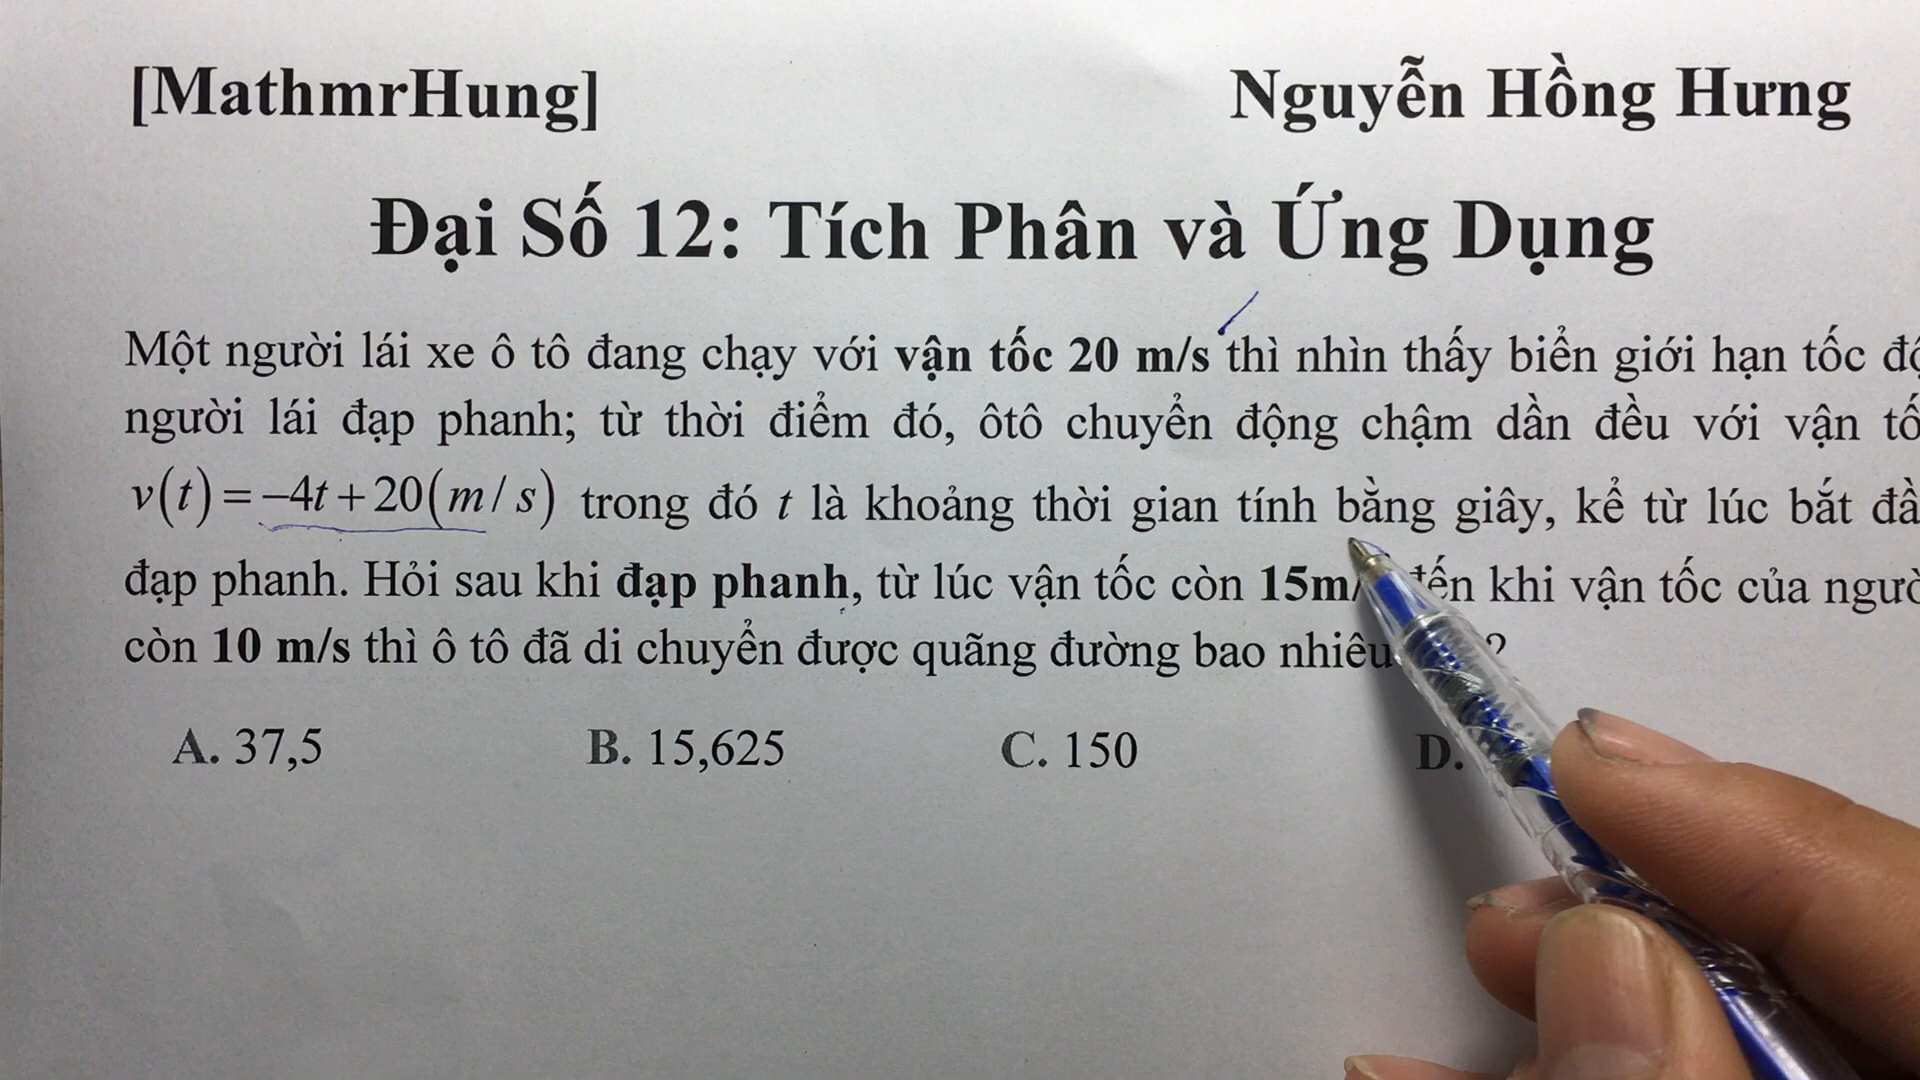 [MathmrHung] Nguyễn Hồng Hưng
Đại Số 12: Tích Phân và Ứng Dụng
Một người lái xe ô tô đang chạy với vận tốc 20 m/s thì nhìn thấy biển giới hạn tốc
người lái đạp phanh; từ thời điểm đó, ôtô chuyển động chậm dần đều với vận
v(t) = –4t + 20(m/s) trong đó t là khoảng thời gian tính bằng giây, kể từ lúc bắt
đạp phanh. Hỏi sau khi đạp phanh, từ lúc vận tốc còn 15m/ đến khi vận tốc của
còn 10 m/s thì ô tô đã di chuyển được quãng đường bao nhiêu ?
A. 37,5 B. 15,625 C. 150 D.